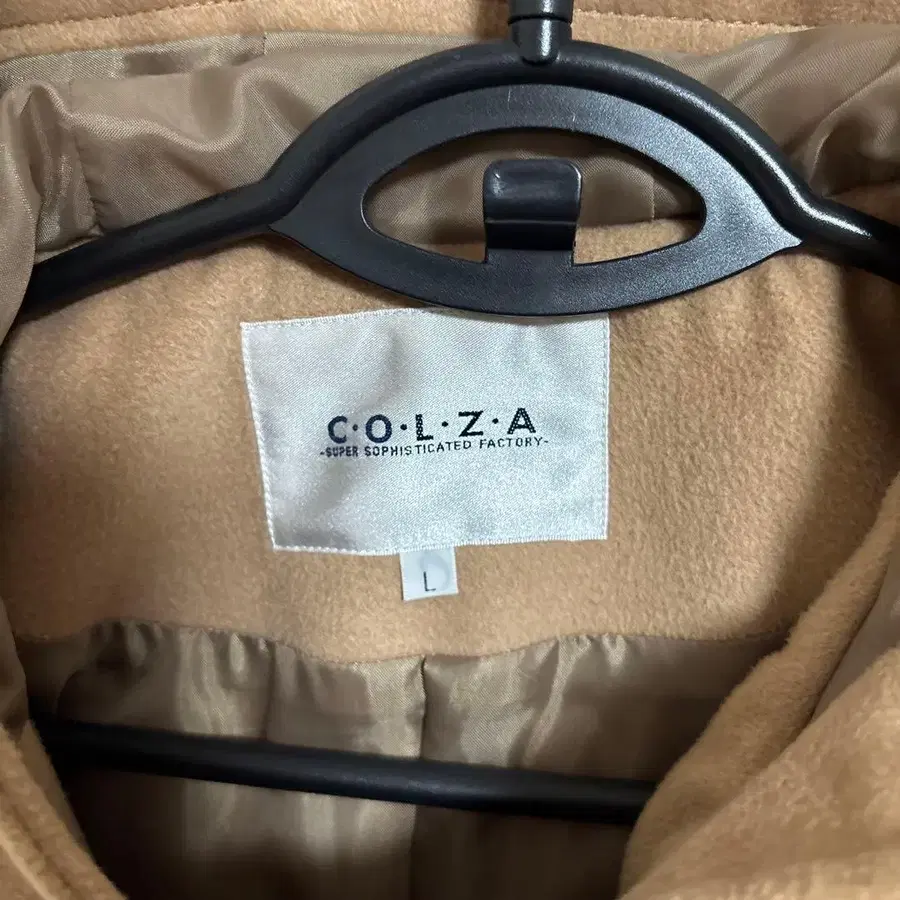 C·O·L·Z·A
-SUPER SOPHISTICATED FACTORY-
L